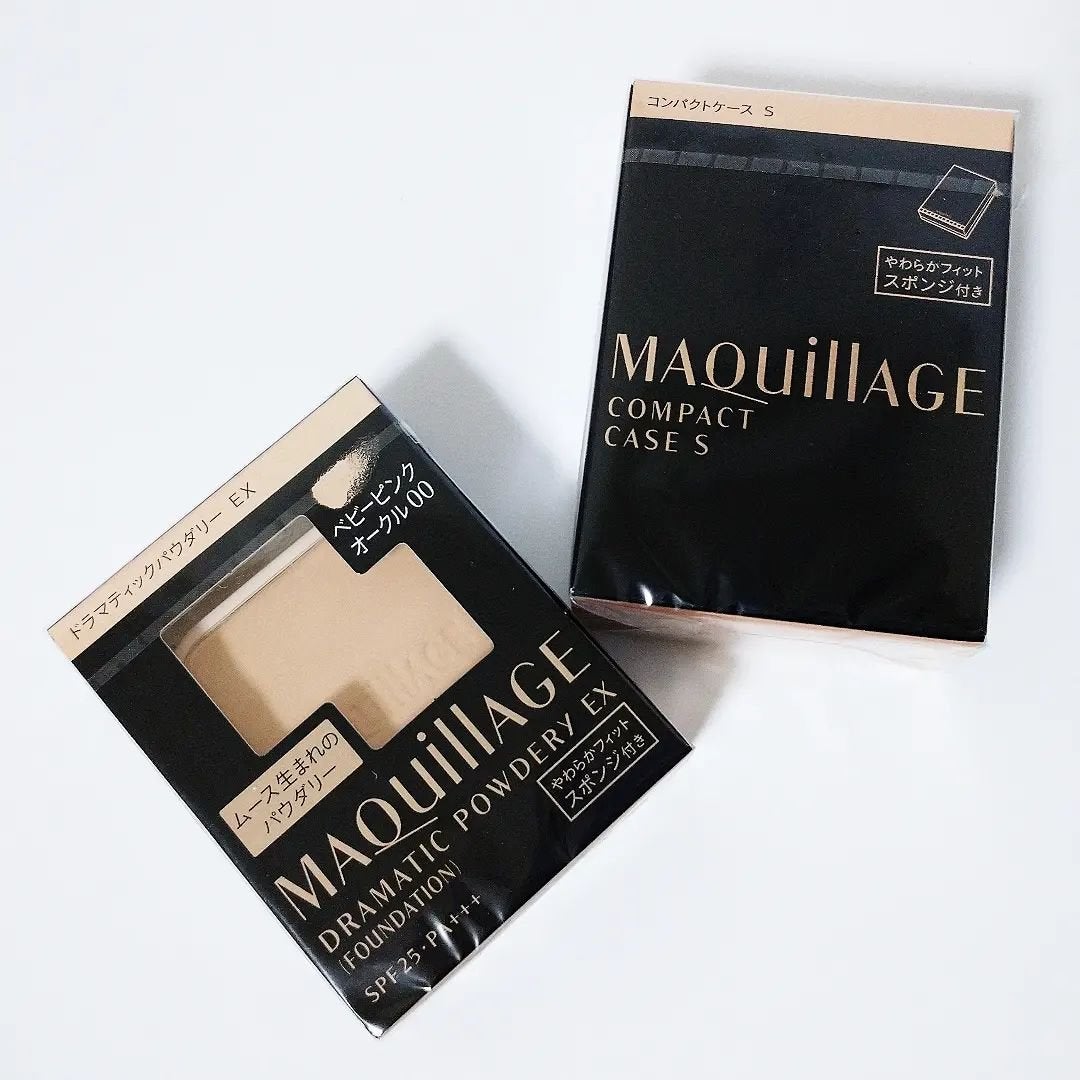 コンパクトケース S
やわらかフィット
スポンジ付き
MAQuillAGE
COMPACT
CASE S
ドラマティックパウダリー EX
ベビーピンク
オークル00
ムース生まれの
パウダリー
MAQuillAGE
DRAMATIC POWDERY EX
(FOUNDATION)
SPF25・PA+++
やわらかフィット
スポンジ付き